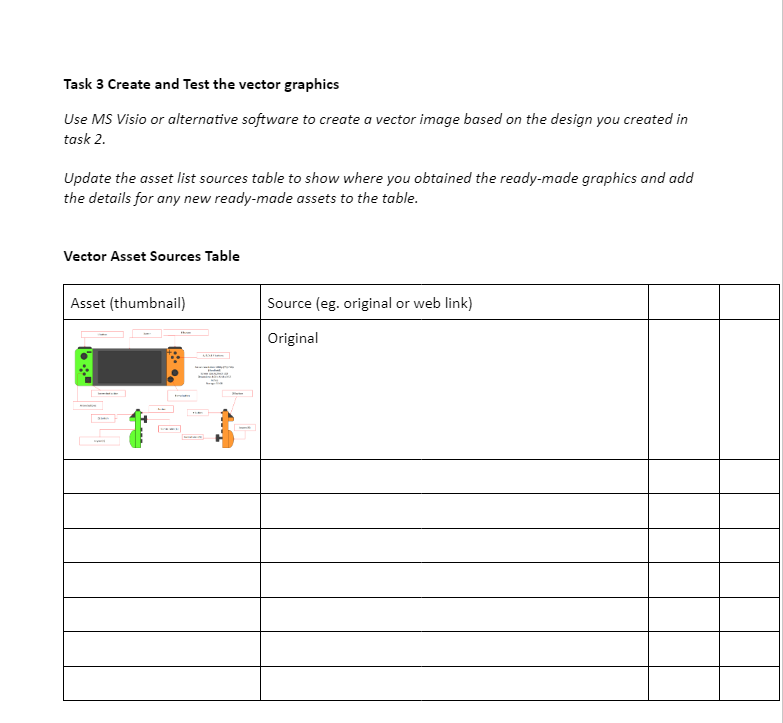 Task 3 Create and Test the vector graphics
Use MS Visio or alternative software to create a vector image based on the design you created in
task 2.
Update the asset list sources table to show where you obtained the ready-made graphics and add
the details for any new ready-made assets to the table.
Vector Asset Sources Table
Asset (thumbnail)
Source (eg. original or web link)
Original